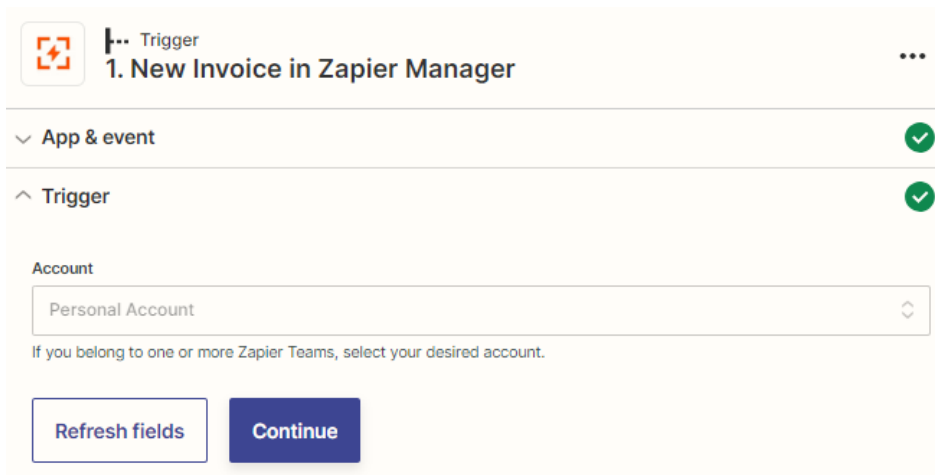 Trigger
1. New Invoice in Zapier Manager
App & event
Trigger
Account
Personal Account
If you belong to one or more Zapier Teams, select your desired account.
Refresh fields Continue